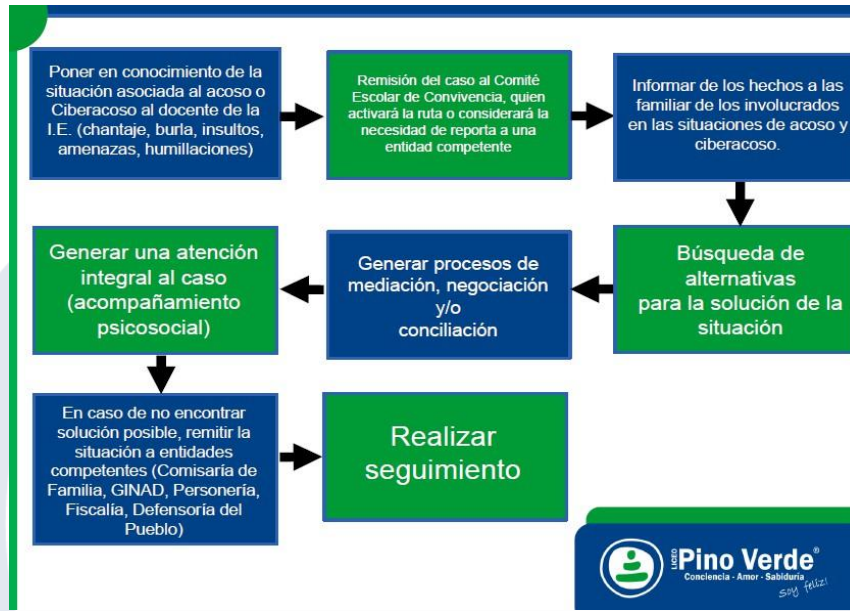 Poner en conocimiento de la
situación asociada al acoso o
Ciberacoso al docente de la
I.E. (chantaje, burla, insultos,
amenazas, humillaciones)
Remisión del caso al Comité
Escolar de Convivencia, quien
activará la ruta o considerará la
necesidad de reporta a una
entidad competente
Informar de los hechos a las
familiar de los involucrados
en las situaciones de acoso y
ciberacoso.
Búsqueda de
alternativas
para la solución de la
situación
Generar procesos de
mediación, negociación
y/o
conciliación
Generar una atención
integral al caso
(acompañamiento
psicosocial)
En caso de no encontrar
solución posible, remitir la
situación a entidades
competentes (Comisaría de
Familia, GINAD, Personería,
Fiscalía, Defensoría del
Pueblo)
Realizar
seguimiento
LICEO
Pino Verde®
Conciencia - Amor - Sabiduría
soy feliz!